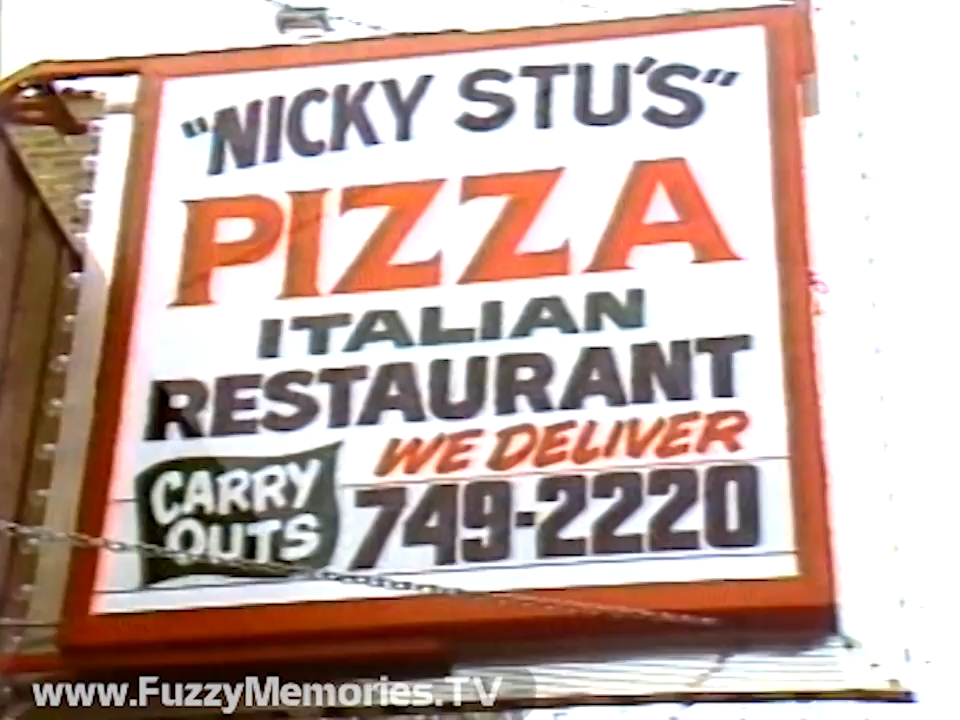 "NICKY STU'S"
PIZZA
ITALIAN
RESTAURANT
WE DELIVER
CARRY
OUTS
749-2220
www.FuzzyMemories.TV